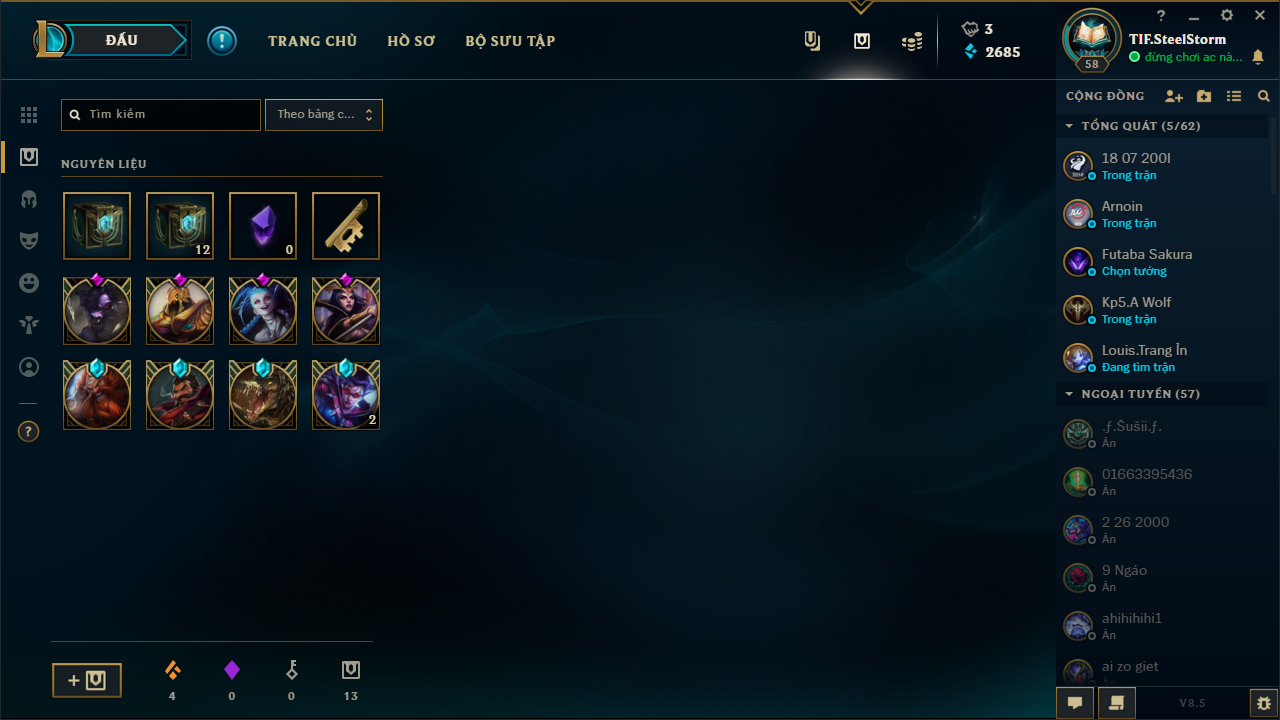 ĐẤU
TRANG CHỦ
HỒ SƠ
BỘ SƯU TẬP
3
2685
58
TIF.SteelStorm
đừng chơi ac nà...
Tìm kiếm
Theo bảng c...
NGUYÊN LIỆU
12
0
2
4
0
0
13
CỘNG ĐỒNG
TỔNG QUÁT (5/62)
18 07 200l
Trong trận
Arnoin
Trong trận
Futaba Sakura
Chọn tướng
Kp5.A Wolf
Trong trận
Louis.Trang Ỉn
Đang tìm trận
NGOẠI TUYẾN (57)
.ƒ.Šušii.ƒ.
Ẩn
01663395436
Ẩn
2 26 2000
Ẩn
9 Ngáo
Ẩn
ahihihihi1
Ẩn
ai zo giet
Ẩn
V8.5